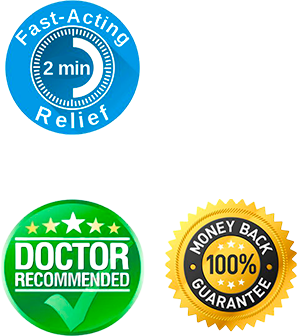 Fast-Acting
2 min
Relief
DOCTOR
RECOMMENDED
MONEY BACK
100%
GUARANTEE